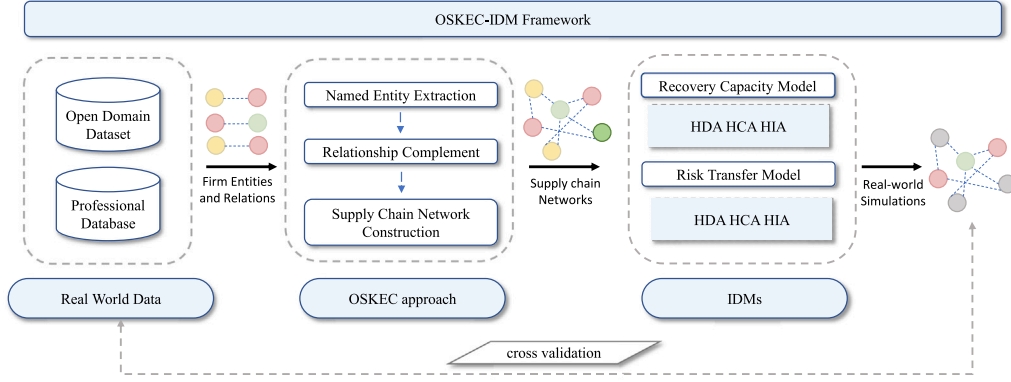 OSKEC-IDM Framework
Open Domain
Dataset
Professional
Database
Real World Data
Firm Entities
and Relations
Named Entity Extraction
Relationship Complement
Supply Chain Network
Construction
OSKEC approach
Supply chain
Networks
Recovery Capacity Model
HDA HCA HIA
Risk Transfer Model
HDA HCA HIA
IDMs
Real-world
Simulations
cross validation